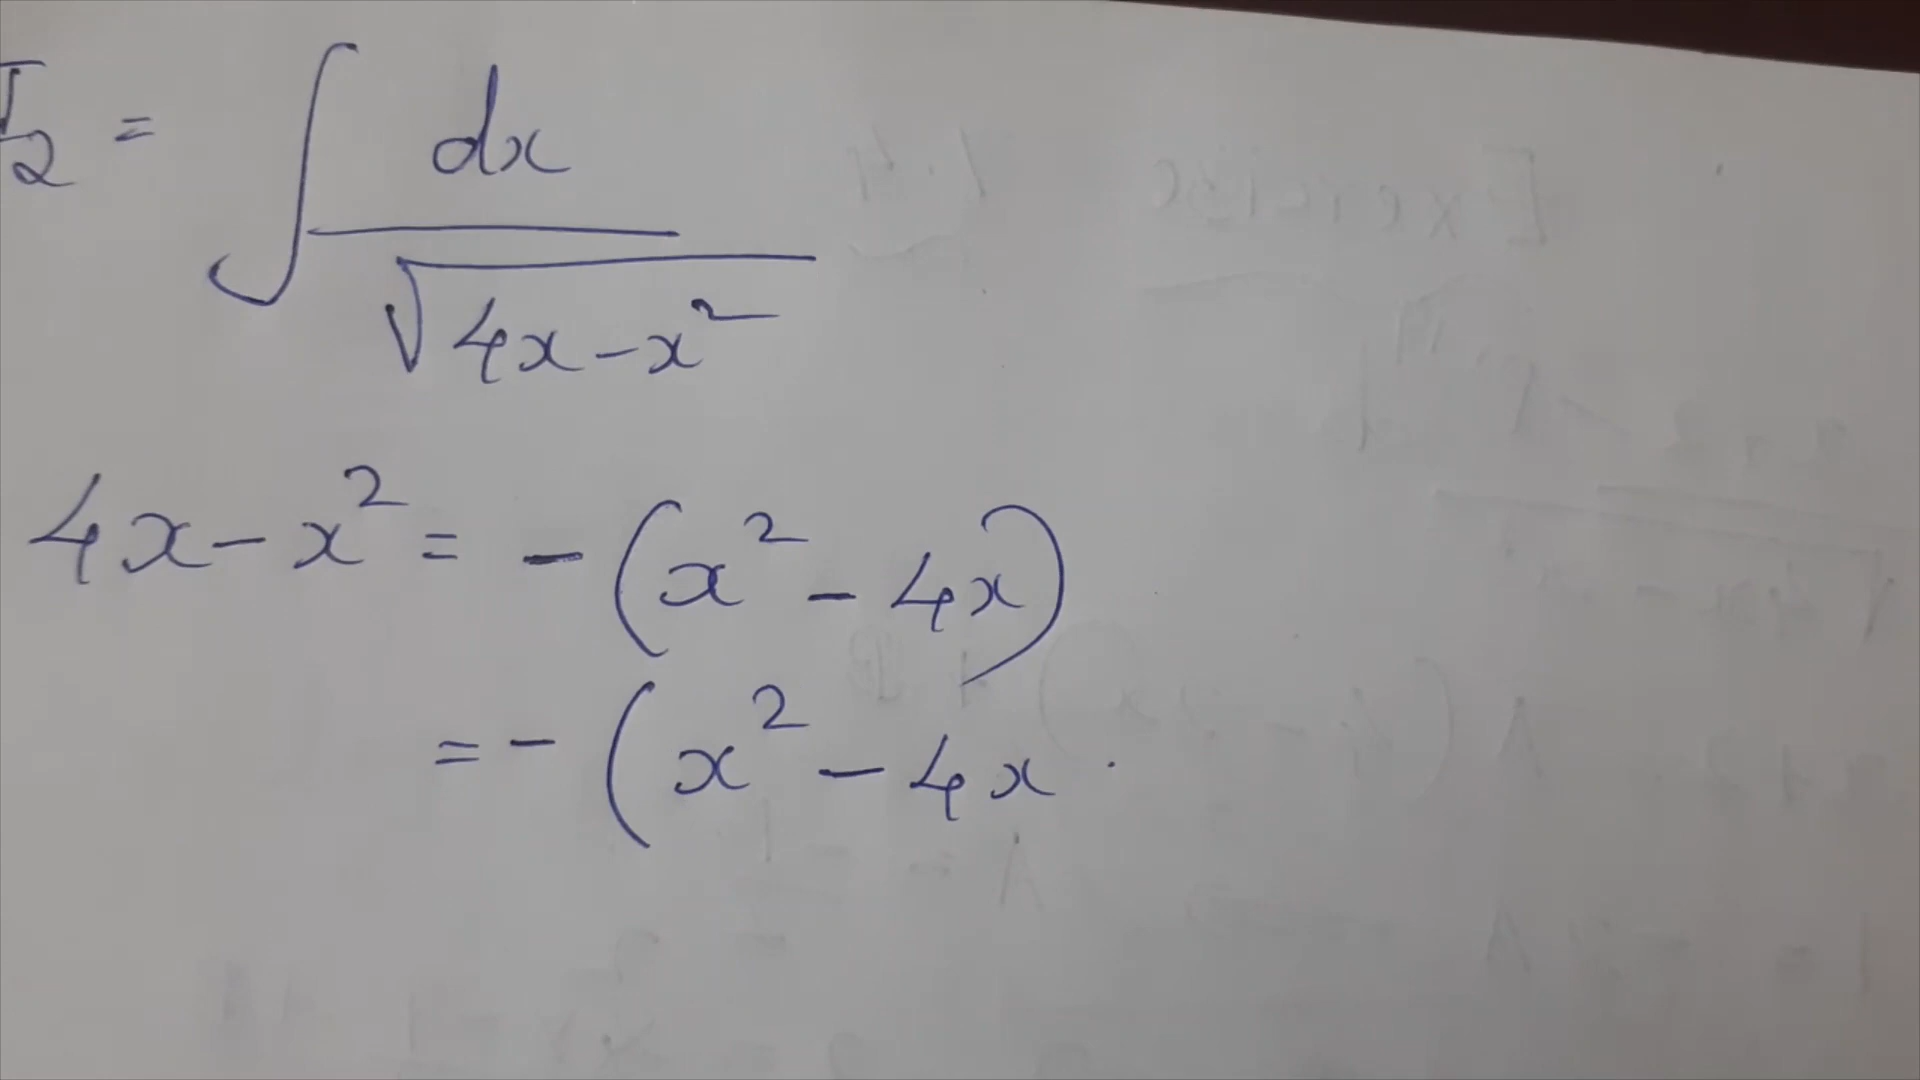 I₂ = ∫ dx / √(4x - x²)
4x - x² = - (x² - 4x)
= - (x² - 4x